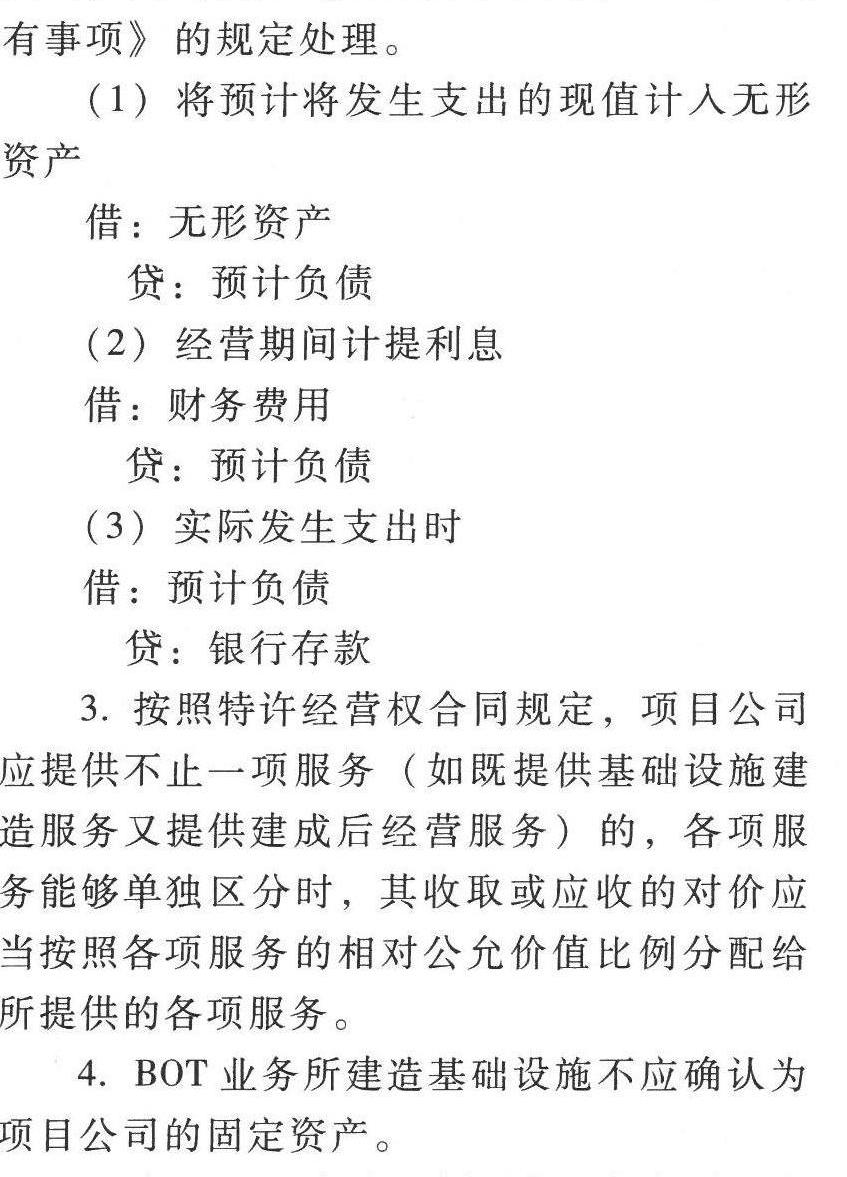 有事项》的规定处理。
(1) 将预计将发生支出的现值计入无形
资产
借：无形资产
贷：预计负债
(2) 经营期间计提利息
借：财务费用
贷：预计负债
(3) 实际发生支出时
借：预计负债
贷：银行存款
3. 按照特许经营权合同规定，项目公司
应提供不止一项服务（如既提供基础设施建
造服务又提供建成后经营服务）的，各项服
务能够单独区分时，其收取或应收的对价应
当按照各项服务的相对公允价值比例分配给
所提供的各项服务。
4. BOT 业务所建造基础设施不应确认为
项目公司的固定资产。